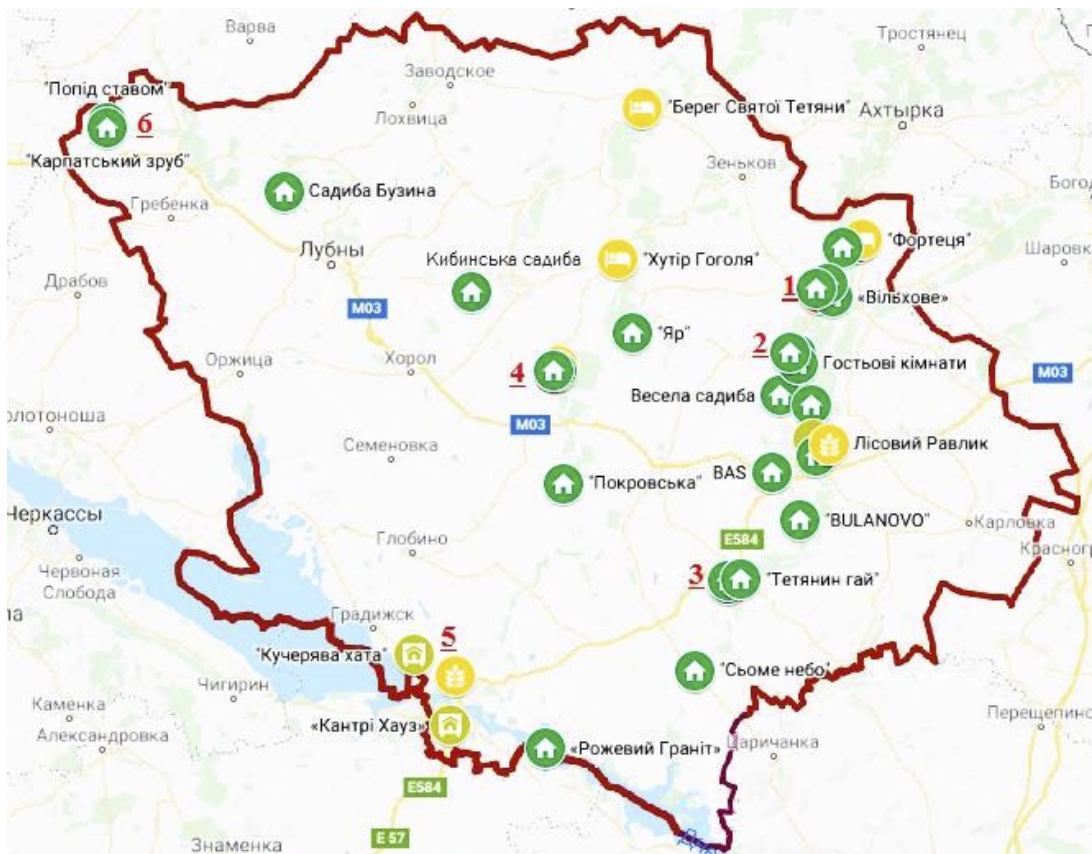 Варва
Тростянец
"Попід ставом"
Заводское
Лохвица
"Берег Святої Тетяни"
Ахтырка
6
"Карпатський зруб"
Зеньков
Садиба Бузина
Гребенка
Лубны
"Фортеця"
Шаровк
Кибинська садиба
"Хутір Гоголя"
Драбов
1
«Вільхове»
M03
"Яр"
2
Оржица
Хорол
4
Гостьові кімнати
M03
Весела садиба
олотоноша
M03
Семеновка
Лісовий Равлик
BAS
"Покровська"
Черкассы
"BULANOVO"
Карловка
Глобино
E584
Красногр
Червоная
Слобода
3
"Тетянин гай"
Градижск
5
"Кучерява хата"
"Сьоме небо"
Чигирин
Каменка
«Кантрі Хауз»
Перещепино
Александровка
«Рожевий Граніт»
Царичанка
E584
E 57
Знаменка